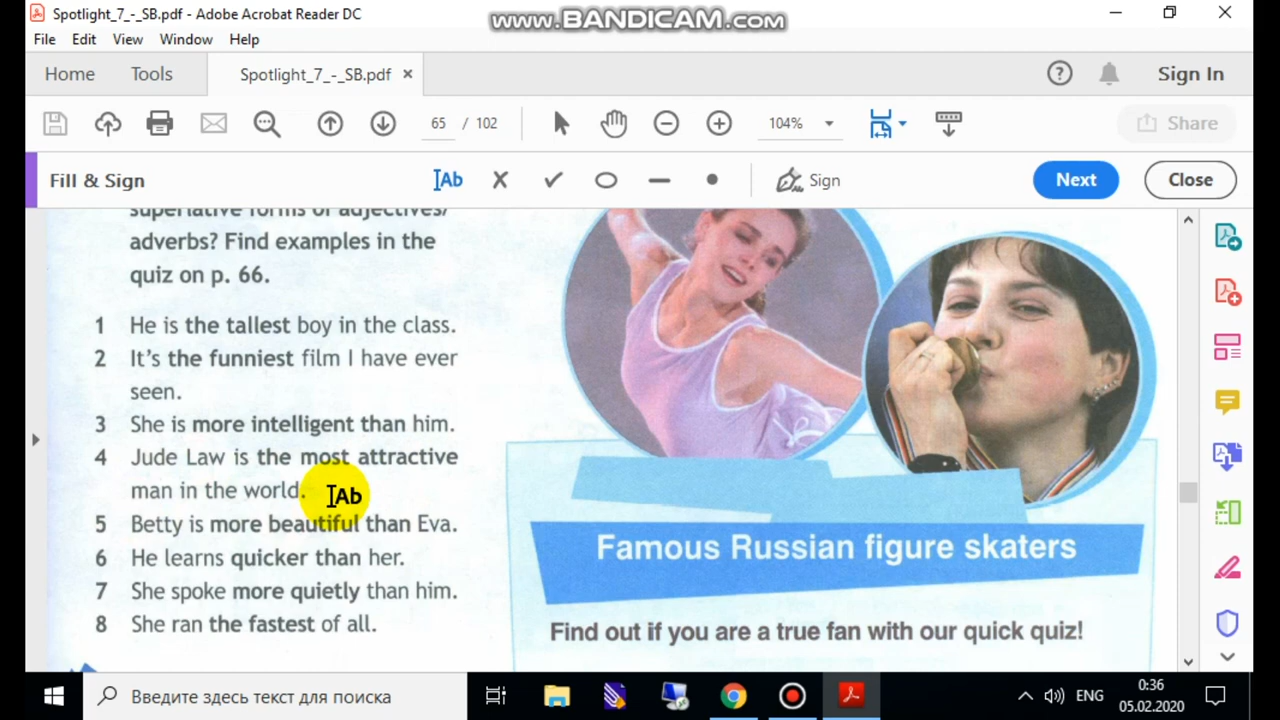 Spotlight_7_-_SB.pdf - Adobe Acrobat Reader DC
www.BANDICAM.com
File Edit View Window Help
Home Tools Spotlight_7_-_SB.pdf × Sign In
65 / 102 104% Share
Fill & Sign Ab Sign Next Close
superlative forms of adjectives/
adverbs? Find examples in the
quiz on p. 66.
1 He is the tallest boy in the class.
2 It's the funniest film I have ever
seen.
3 She is more intelligent than him.
4 Jude Law is the most attractive
man in the world. Ab
5 Betty is more beautiful than Eva.
6 He learns quicker than her.
7 She spoke more quietly than him.
8 She ran the fastest of all.
Famous Russian figure skaters
Find out if you are a true fan with our quick quiz!
Введите здесь текст для поиска
ENG
0:36
05.02.2020